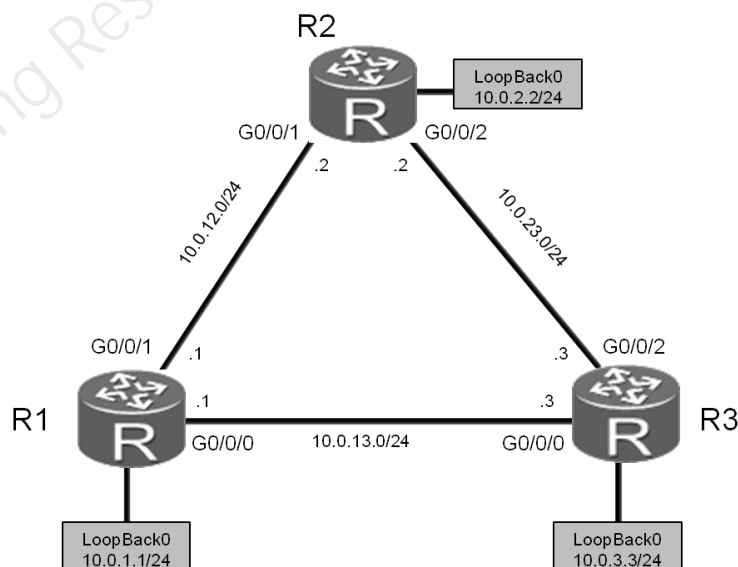 ng Res
R2
LoopBack0
10.0.2.2/24
R
G0/0/1
G0/0/2
.2
.2
10.0.12.0/24
10.0.23.0/24
G0/0/1
.1
.3
G0/0/2
R1
.1
.3
R3
R
G0/0/0
10.0.13.0/24
G0/0/0
R
LoopBack0
10.0.1.1/24
LoopBack0
10.0.3.3/24